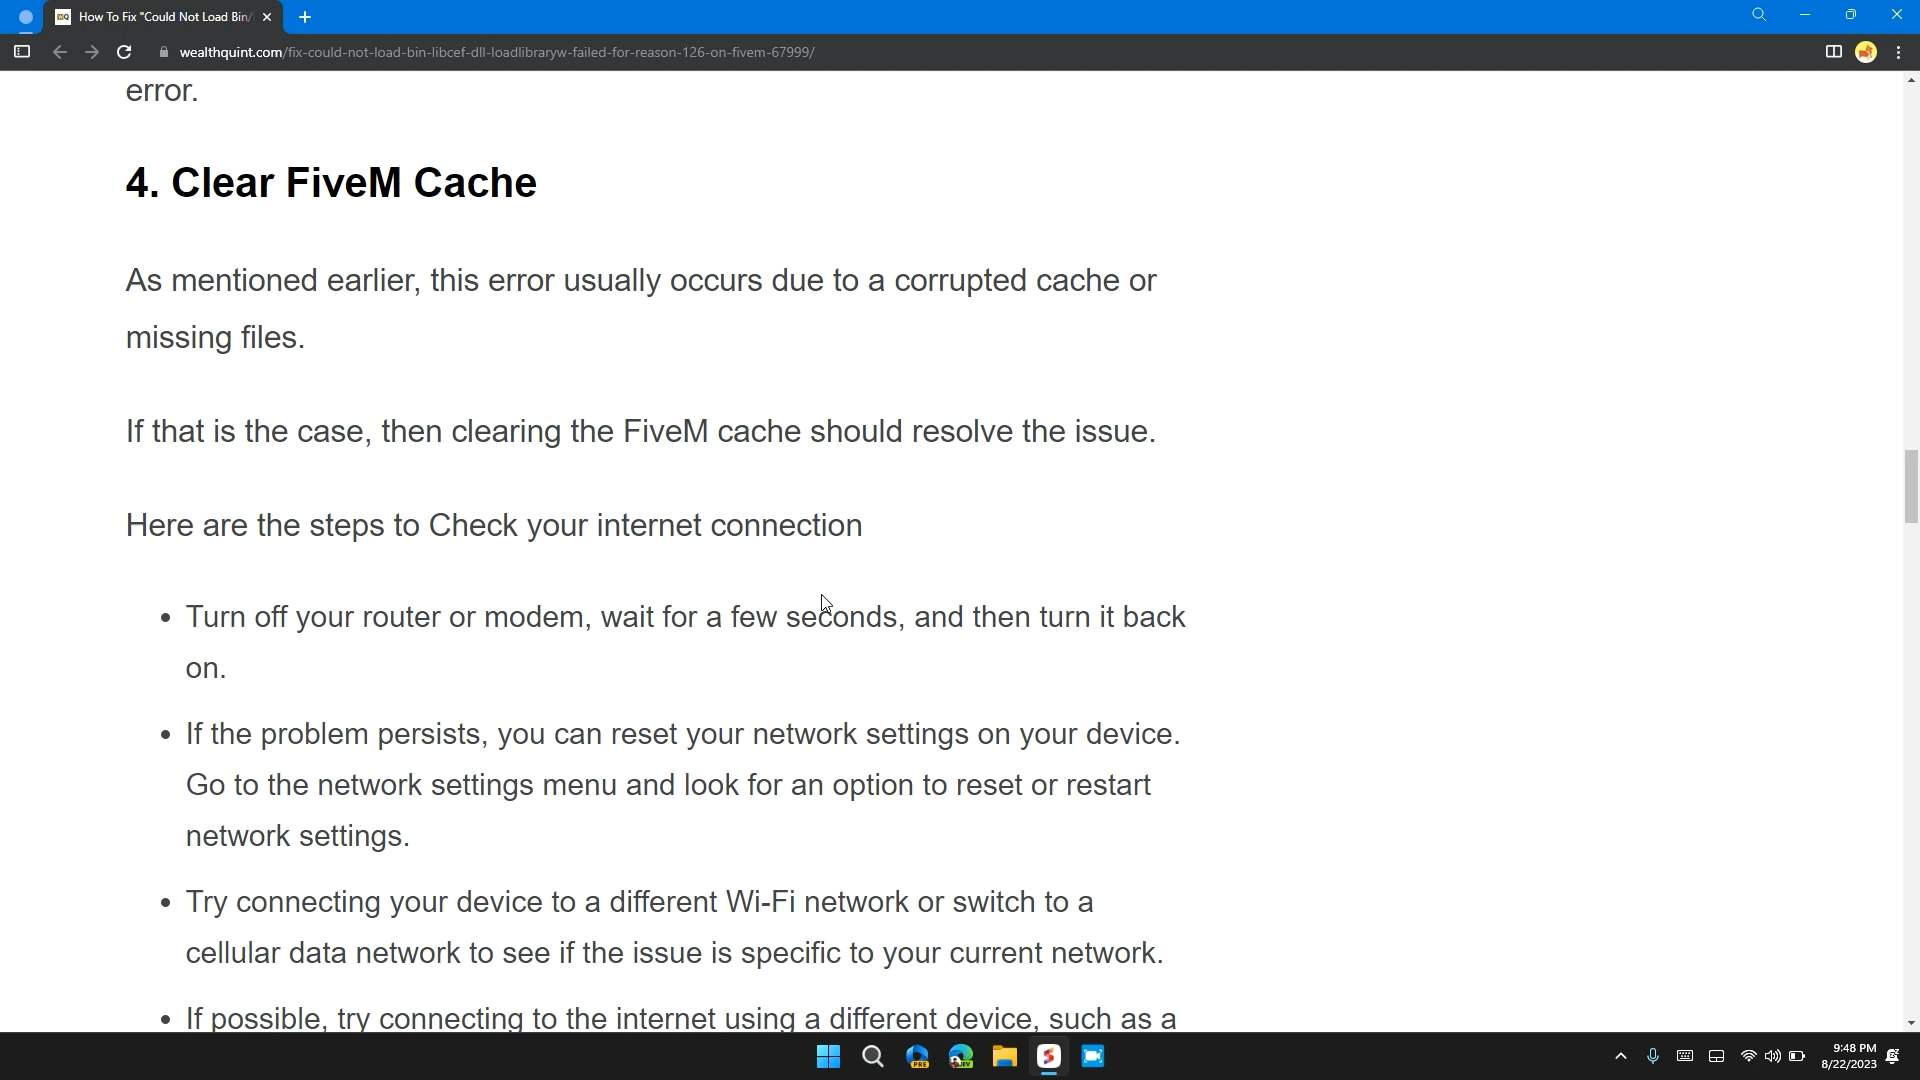 How To Fix "Could Not Load Bin/
wealthquint.com/fix-could-not-load-bin-libcef-dll-loadlibraryw-failed-for-reason-126-on-fivem-67999/
error.
4. Clear FiveM Cache
As mentioned earlier, this error usually occurs due to a corrupted cache or
missing files.
If that is the case, then clearing the FiveM cache should resolve the issue.
Here are the steps to Check your internet connection
• Turn off your router or modem, wait for a few seconds, and then turn it back
on.
• If the problem persists, you can reset your network settings on your device.
Go to the network settings menu and look for an option to reset or restart
network settings.
• Try connecting your device to a different Wi-Fi network or switch to a
cellular data network to see if the issue is specific to your current network.
• If possible, try connecting to the internet using a different device, such as a
PRE
9:48 PM
8/22/2023